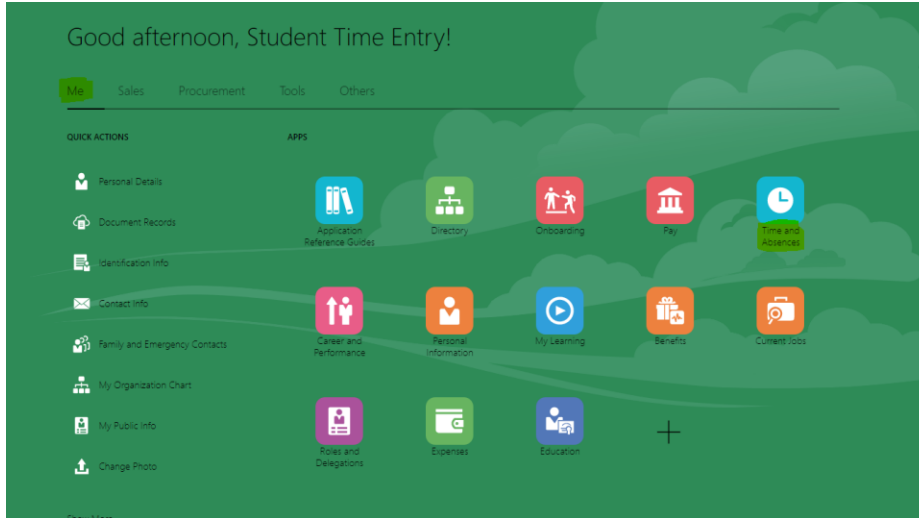 Good afternoon, Student Time Entry!
Me Sales Procurement Tools Others
QUICK ACTIONS
Personal Details
Document Records
Identification Info
Contact Info
Family and Emergency Contacts
My Organization Chart
My Public Info
Change Photo
Show More
APPS
Application
Reference Guides
Directory
Onboarding
Pay
Time and
Absences
Career and
Performance
Personal
Information
My Learning
Benefits
Current Jobs
Roles and
Delegations
Expenses
Education